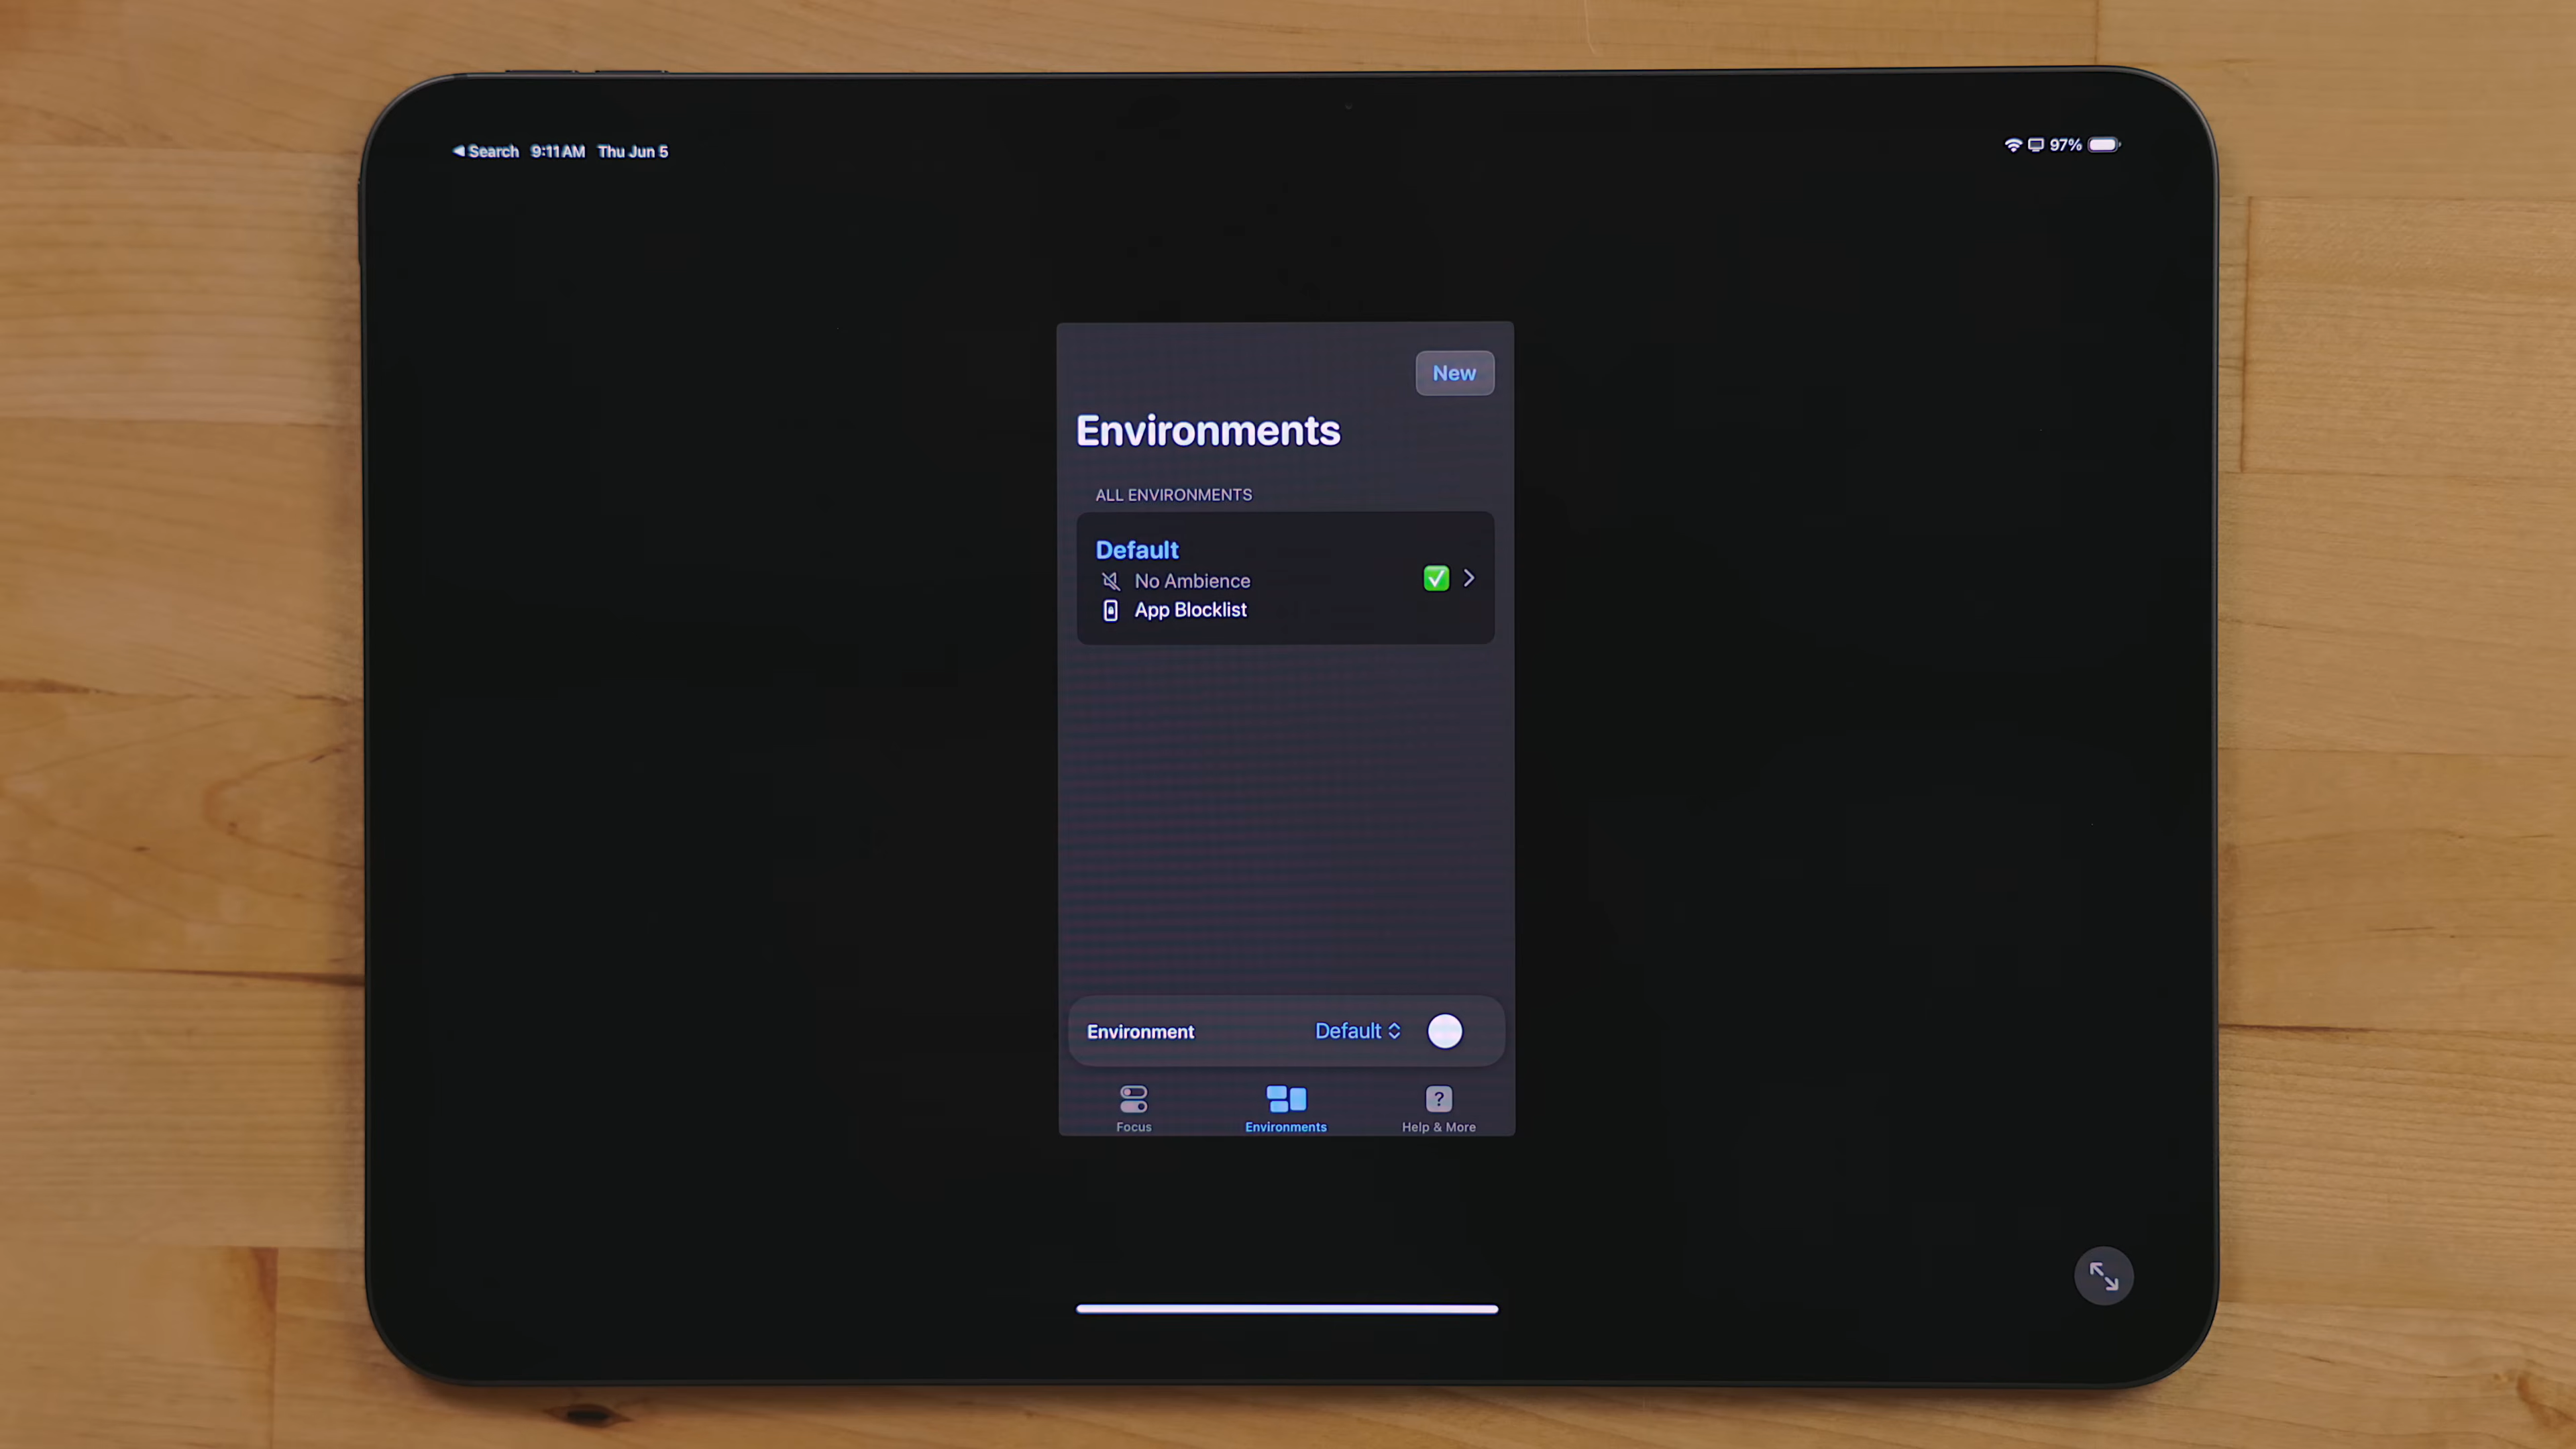 Search 9:11 AM Thu Jun 5
97%
New
Environments
ALL ENVIRONMENTS
Default
No Ambience
App Blocklist
Environment Default
Focus Environments Help & More